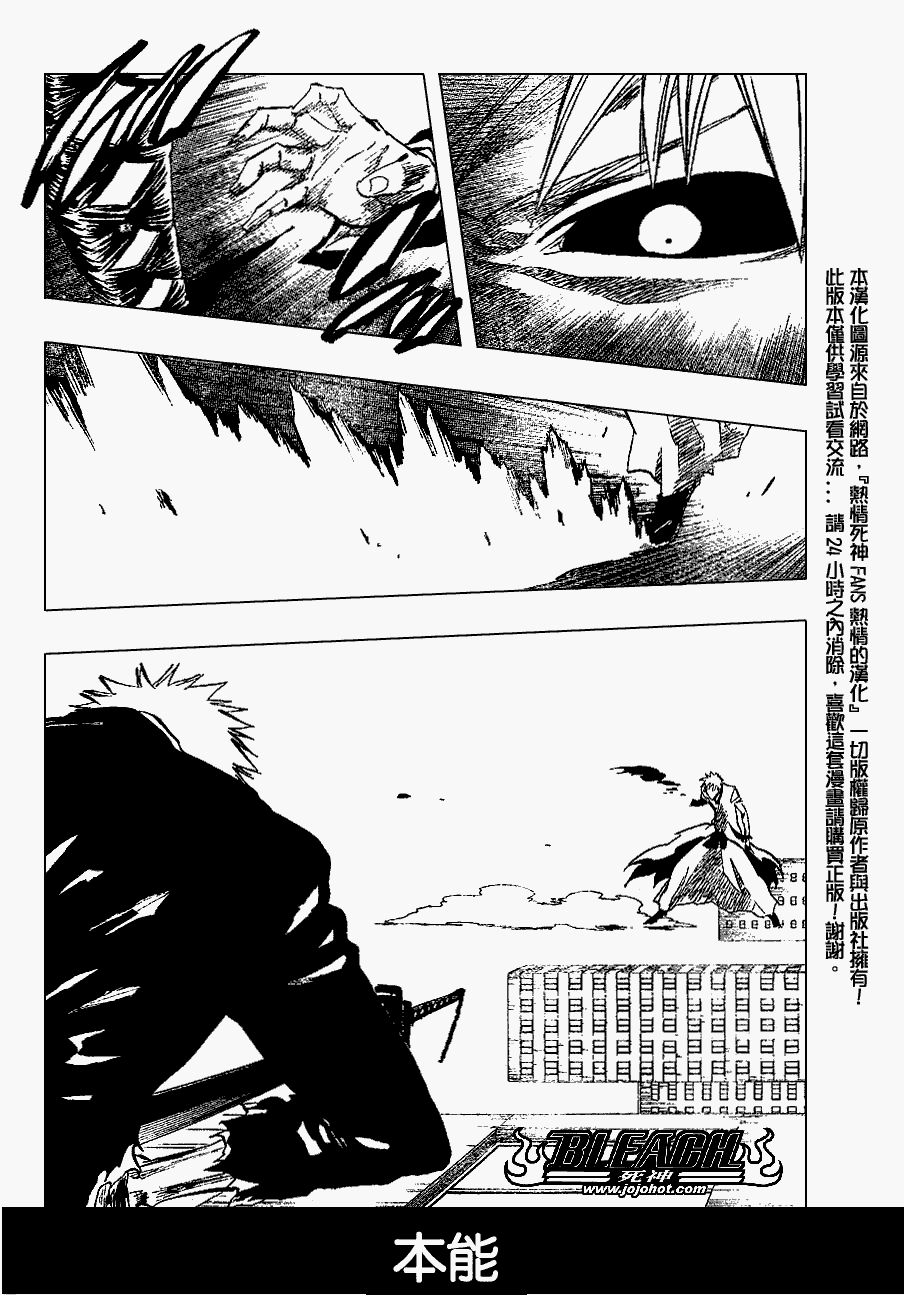 本漢化圖源來自於網路，『熱情死神 FANS 熱情的漢化』一切版權歸原作者與出版社擁有！
此版本僅供學習試看交流... 請 24 小時之內消除，喜歡這套漫畫請購買正版！謝謝。
BLEACH
死神
www.jojohot.com
本能